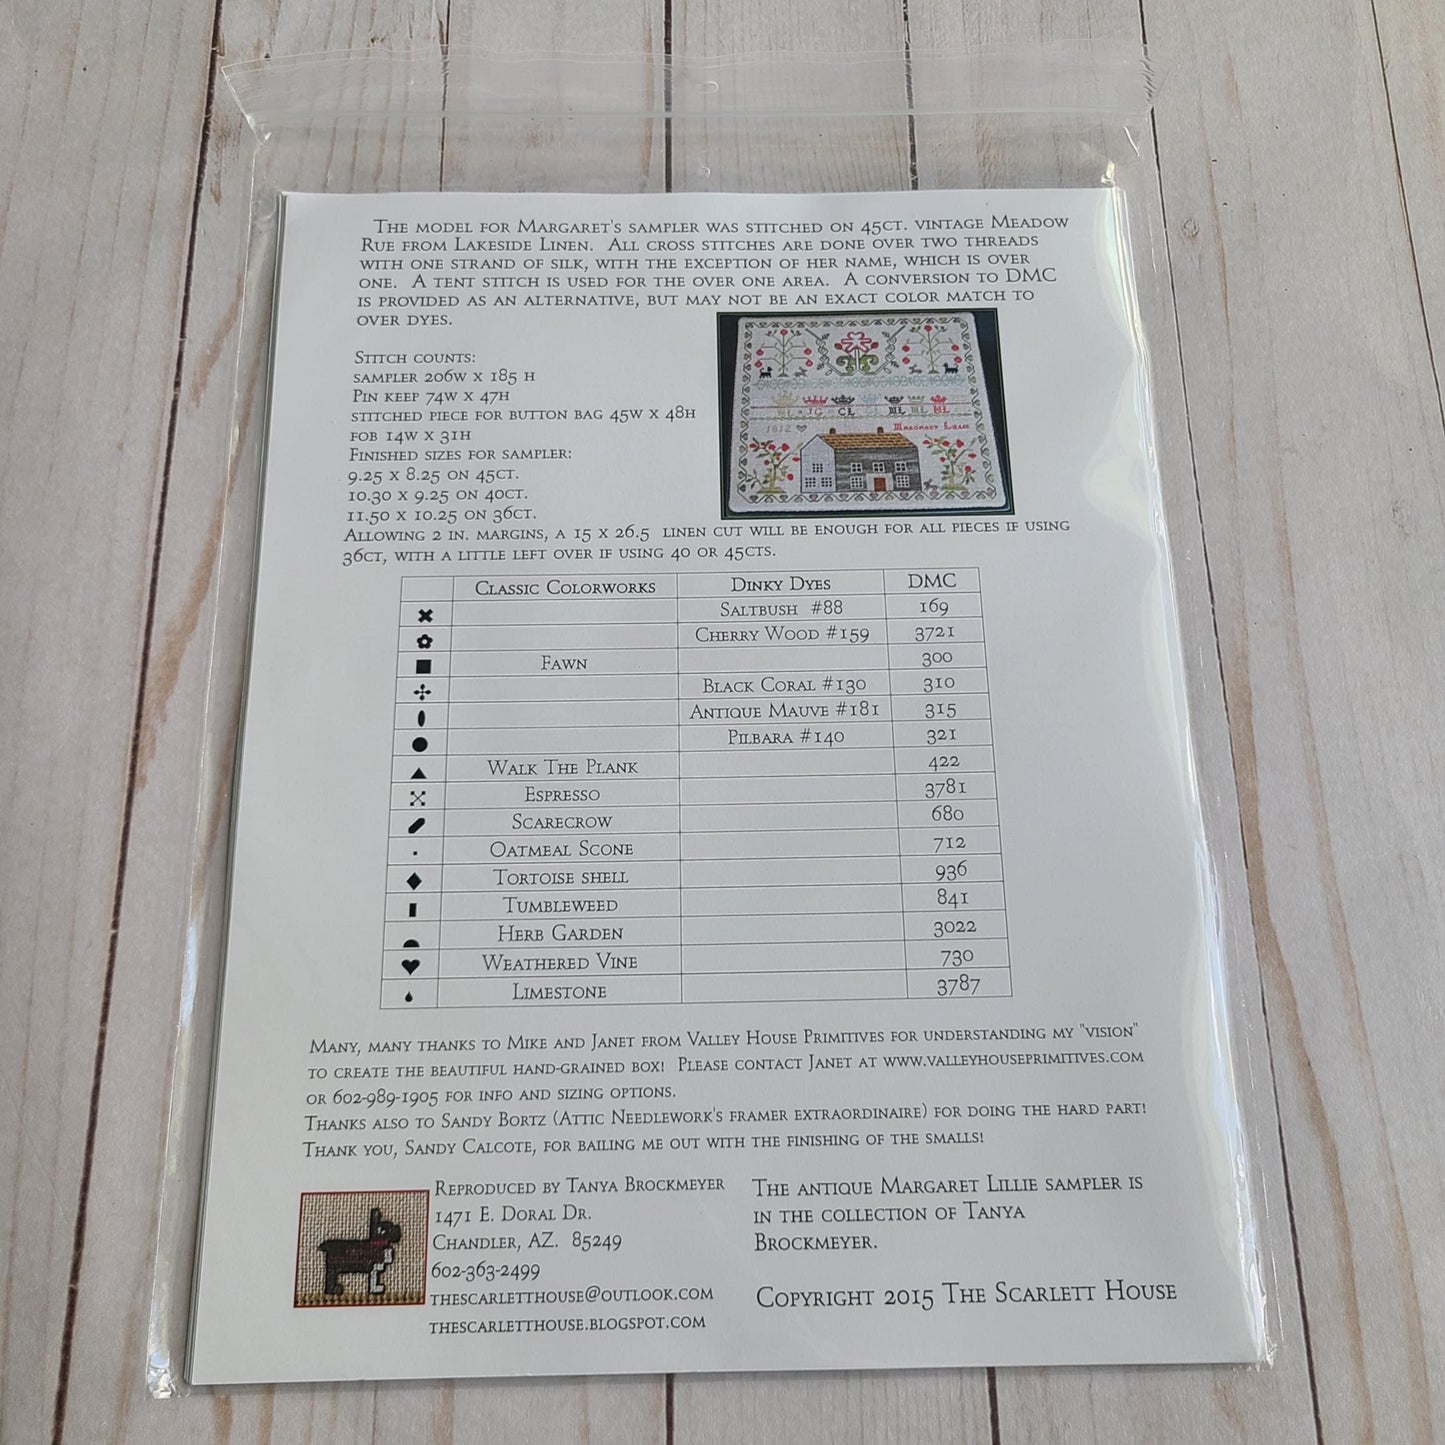 The model for Margaret's sampler was stitched on 45ct. vintage Meadow
Rue from Lakeside Linen. All cross stitches are done over two threads
with one strand of silk, with the exception of her name, which is over
one. A tent stitch is used for the over one area. A conversion to DMC
is provided as an alternative, but may not be an exact color match to
over dyes.
Stitch counts:
sampler 206w x 185 h
Pin keep 74w x 47h
stitched piece for button bag 45w x 48h
fob 14w x 31h
Finished sizes for sampler:
9.25 x 8.25 on 45ct.
10.30 x 9.25 on 40ct.
11.50 x 10.25 on 36ct.
1812
Margaret Lillie
Allowing 2 in. margins, a 15 x 26.5 linen cut will be enough for all pieces if using
36ct, with a little left over if using 40 or 45cts.
Classic Colorworks Dinky Dyes DMC
Saltbush #88 169
Cherry Wood #159 3721
Fawn 300
Black Coral #130 310
Antique Mauve #181 315
Pilbara #140 321
Walk The Plank 422
Espresso 3781
Scarecrow 680
Oatmeal Scone 712
Tortoise shell 936
Tumbleweed 841
Herb Garden 3022
Weathered Vine 730
Limestone 3787
Many, many thanks to Mike and Janet from Valley House Primitives for understanding my "vision"
to create the beautiful hand-grained box! Please contact Janet at www.valleyhouseprimitives.com
or 602-989-1905 for info and sizing options.
Thanks also to Sandy Bortz (Attic Needlework's framer extraordinaire) for doing the hard part!
Thank you, Sandy Calcote, for bailing me out with the finishing of the smalls!
Reproduced by Tanya Brockmeyer
1471 E. Doral Dr.
Chandler, AZ. 85249
602-363-2499
thescarletthouse@outlook.com
thescarletthouse.blogspot.com
The antique Margaret Lillie sampler is
in the collection of Tanya
Brockmeyer.
Copyright 2015 The Scarlett House